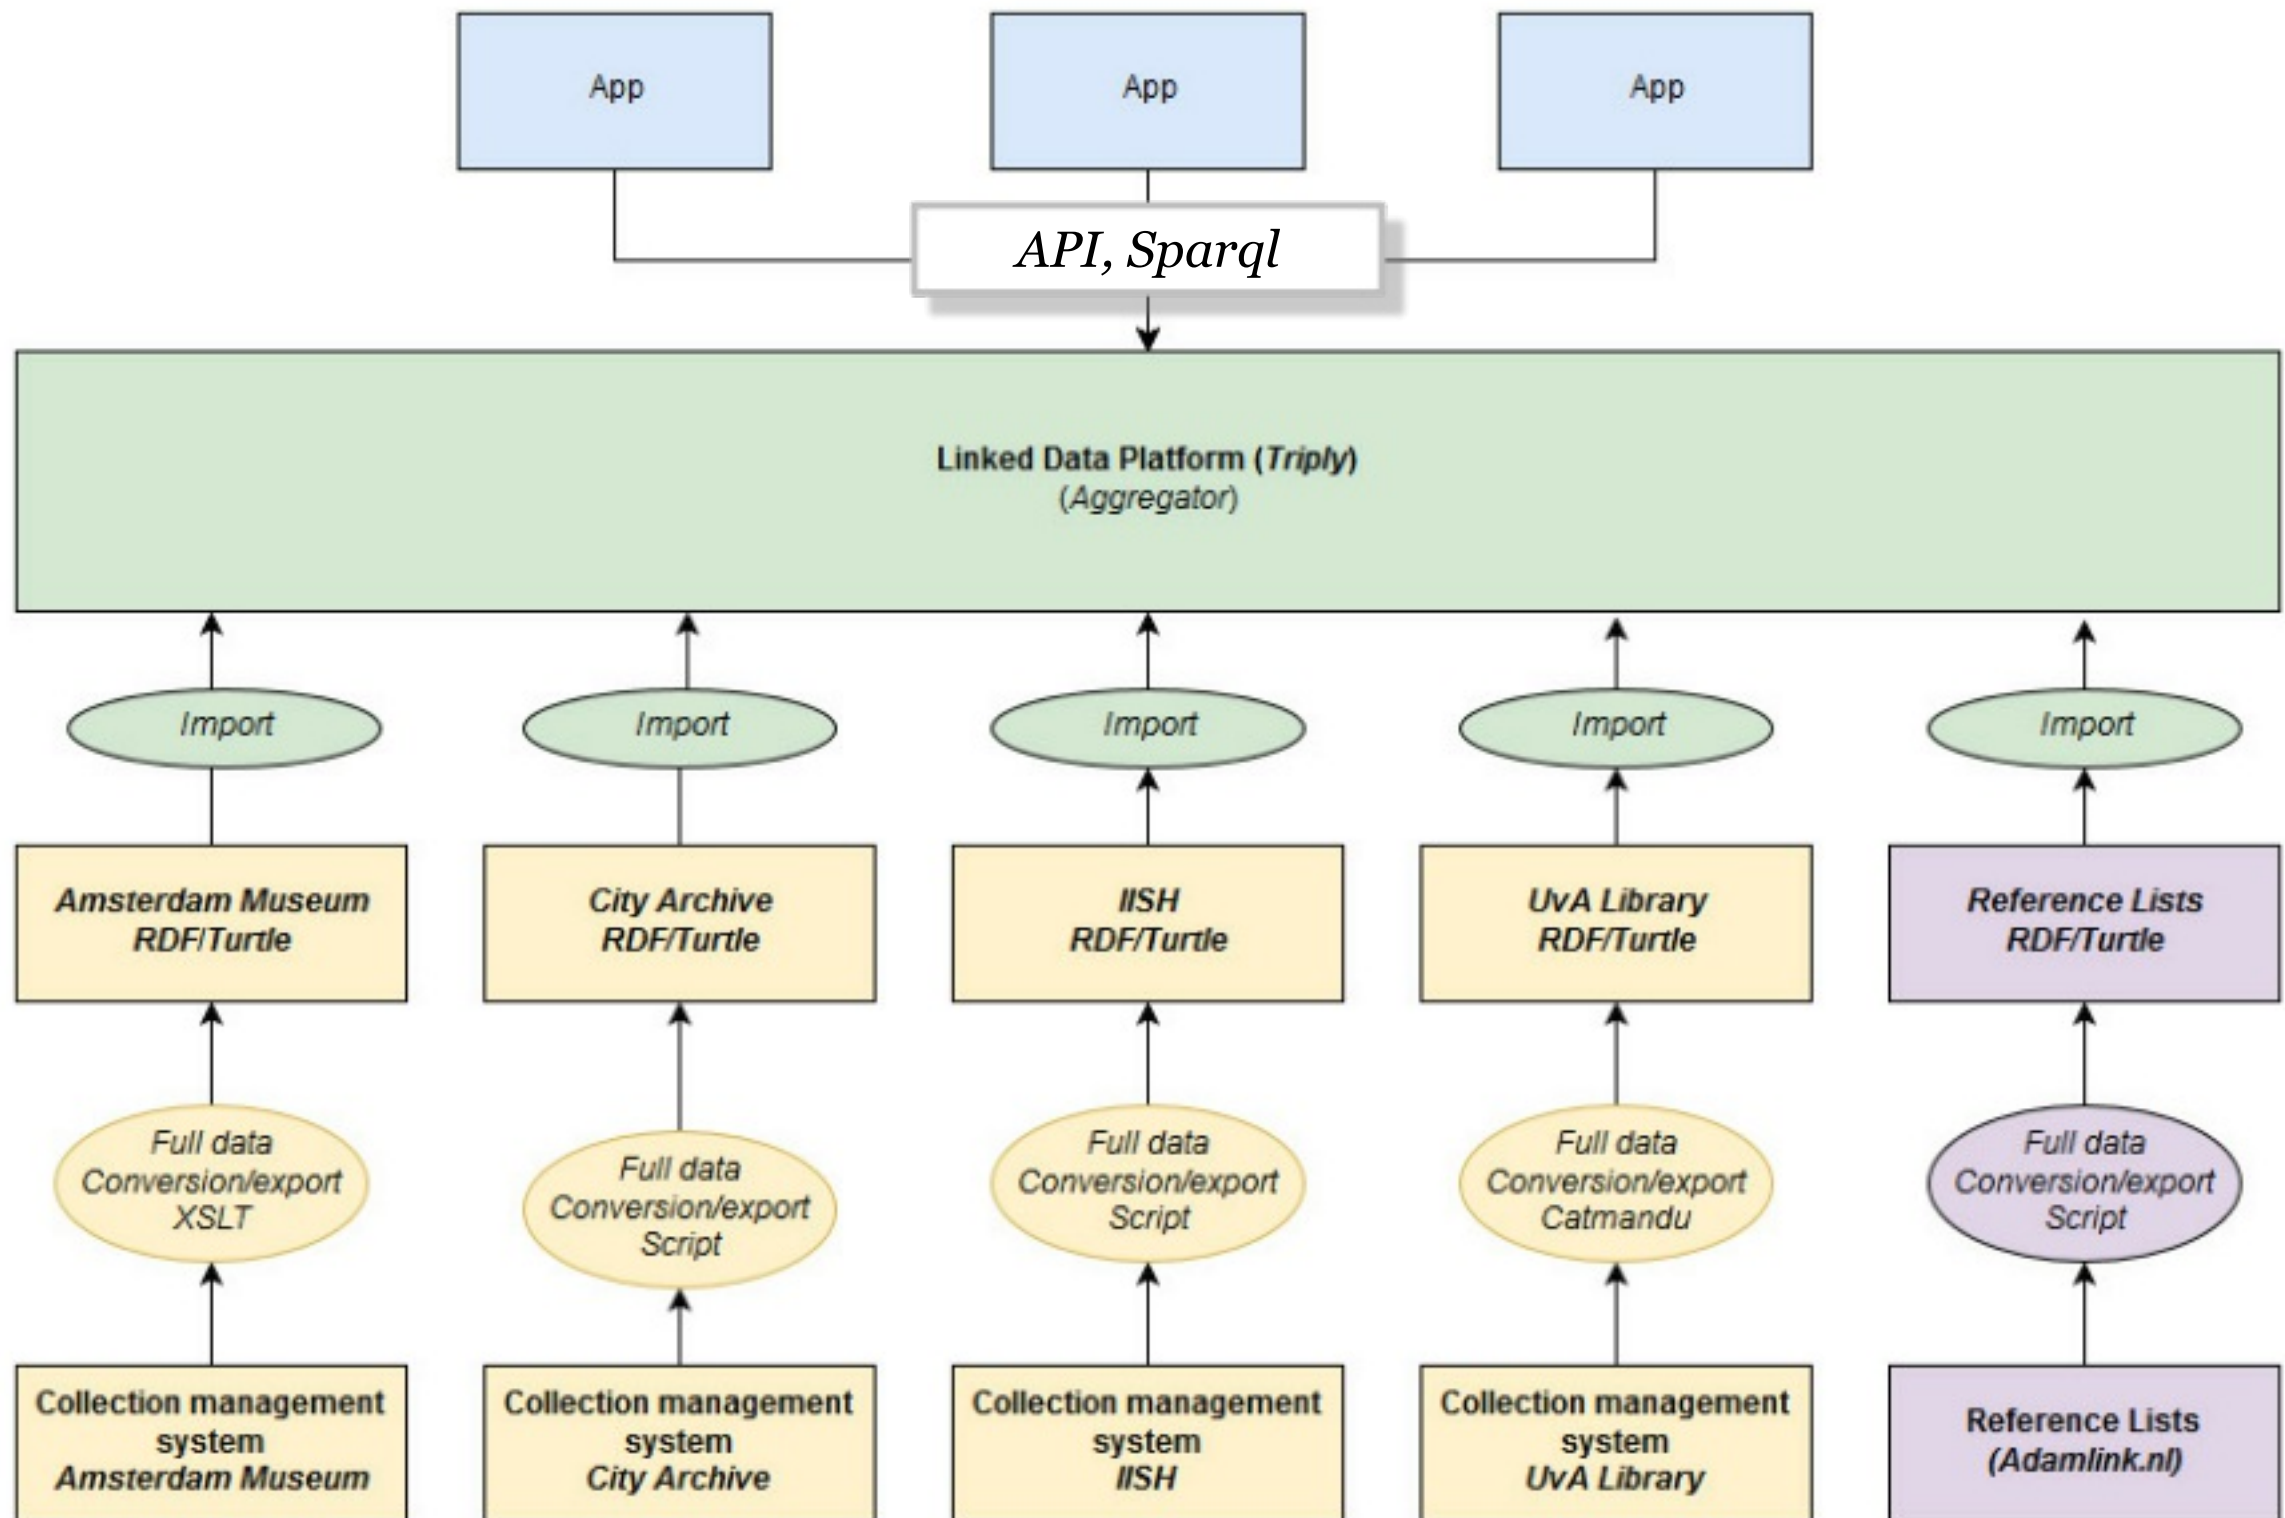 App
App
App
API, Sparql
Linked Data Platform (Triply)
(Aggregator)
Import
Import
Import
Import
Import
Amsterdam Museum
RDF/Turtle
City Archive
RDF/Turtle
IISH
RDF/Turtle
UvA Library
RDF/Turtle
Reference Lists
RDF/Turtle
Full data
Conversion/export
XSLT
Full data
Conversion/export
Script
Full data
Conversion/export
Script
Full data
Conversion/export
Catmandu
Full data
Conversion/export
Script
Collection management
system
Amsterdam Museum
Collection management
system
City Archive
Collection management
system
IISH
Collection management
system
UvA Library
Reference Lists
(Adamlink.nl)